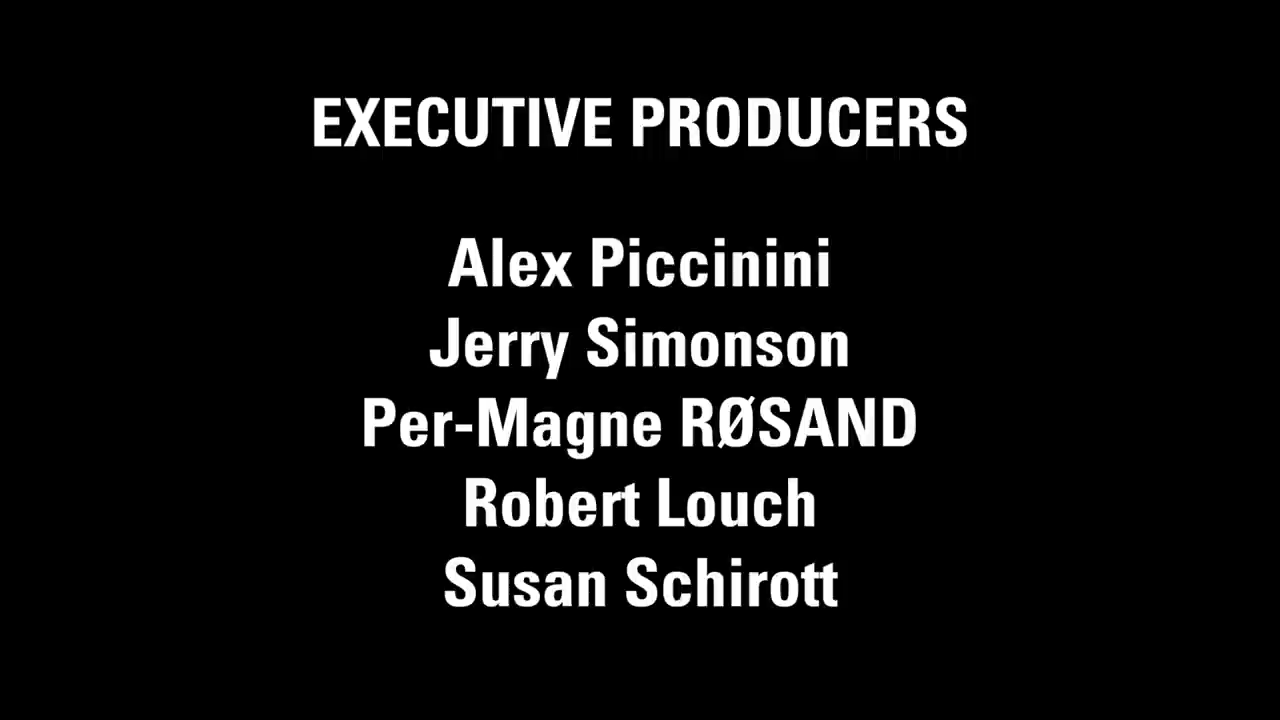 EXECUTIVE PRODUCERS
Alex Piccinini
Jerry Simonson
Per-Magne RØSAND
Robert Louch
Susan Schirott